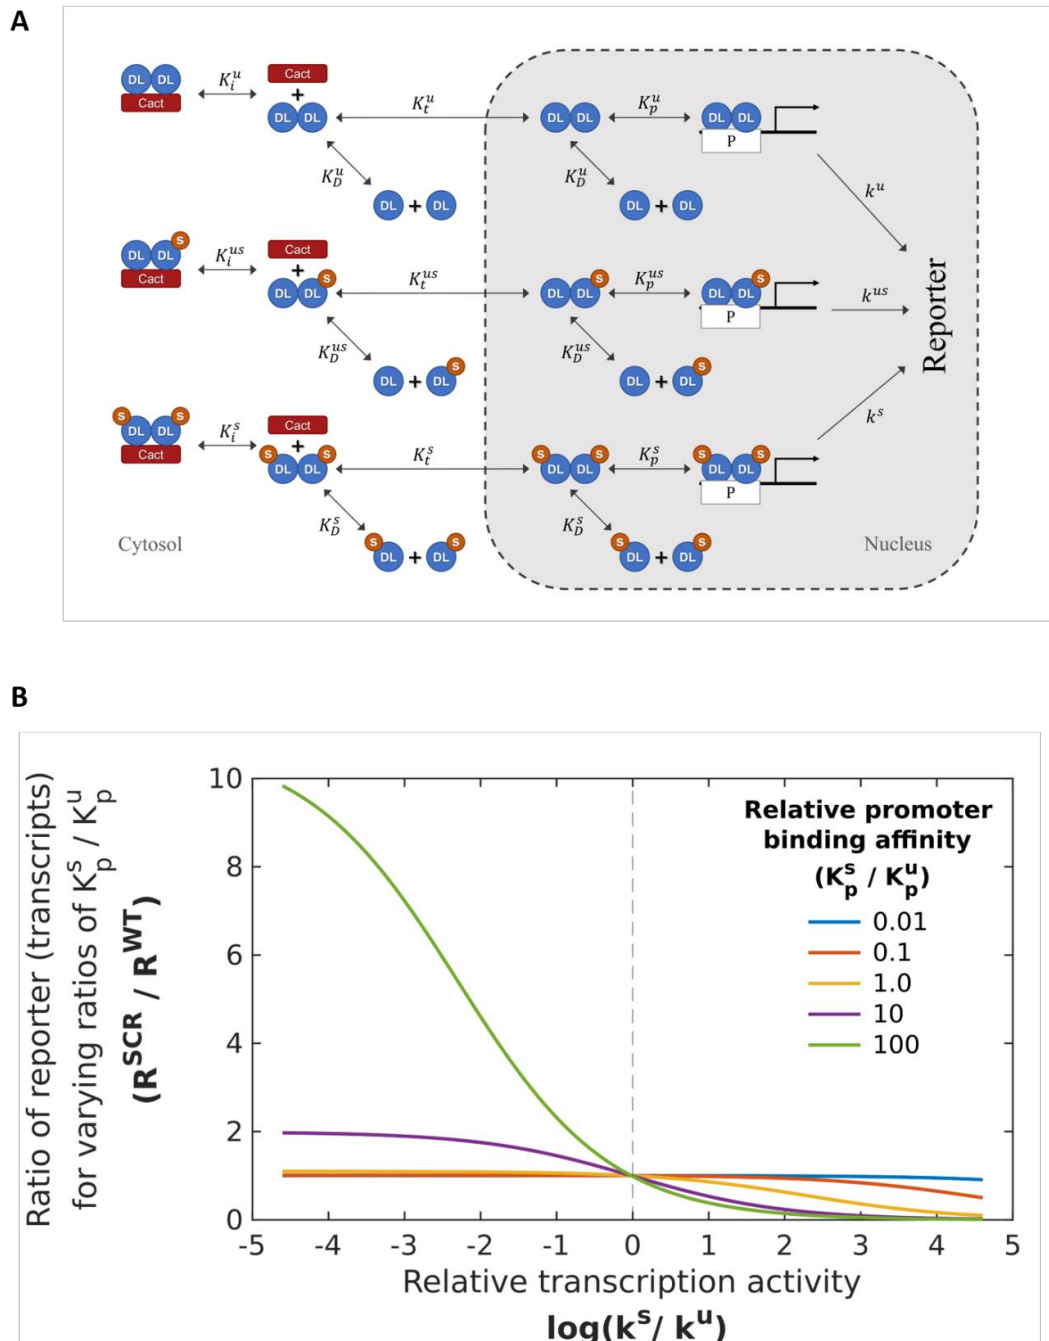 A
DL DL
Cact
K_i^u
Cact
+
DL DL
K_t^u
DL DL
K_p^u
DL DL
P
K_D^u
DL + DL
K_D^u
DL + DL
k^u
DL DL S
Cact
K_i^us
Cact
+
DL DL S
K_t^us
DL DL S
K_p^us
DL DL S
P
k^us
K_D^us
DL + DL S
K_D^us
DL + DL S
Reporter
S DL DL S
Cact
K_i^s
Cact
+
S DL DL S
K_t^s
S DL DL S
K_p^s
S DL DL S
P
k^s
K_D^s
S DL + DL S
K_D^s
S DL + DL S
Cytosol
Nucleus
B
Ratio of reporter (transcripts)
for varying ratios of K_p^s / K_p^u
(R^SCR / R^WT)
10
8
6
4
2
0
Relative promoter
binding affinity
(K_p^s / K_p^u)
0.01
0.1
1.0
10
100
-5 -4 -3 -2 -1 0 1 2 3 4 5
Relative transcription activity
log(k^s/ k^u)